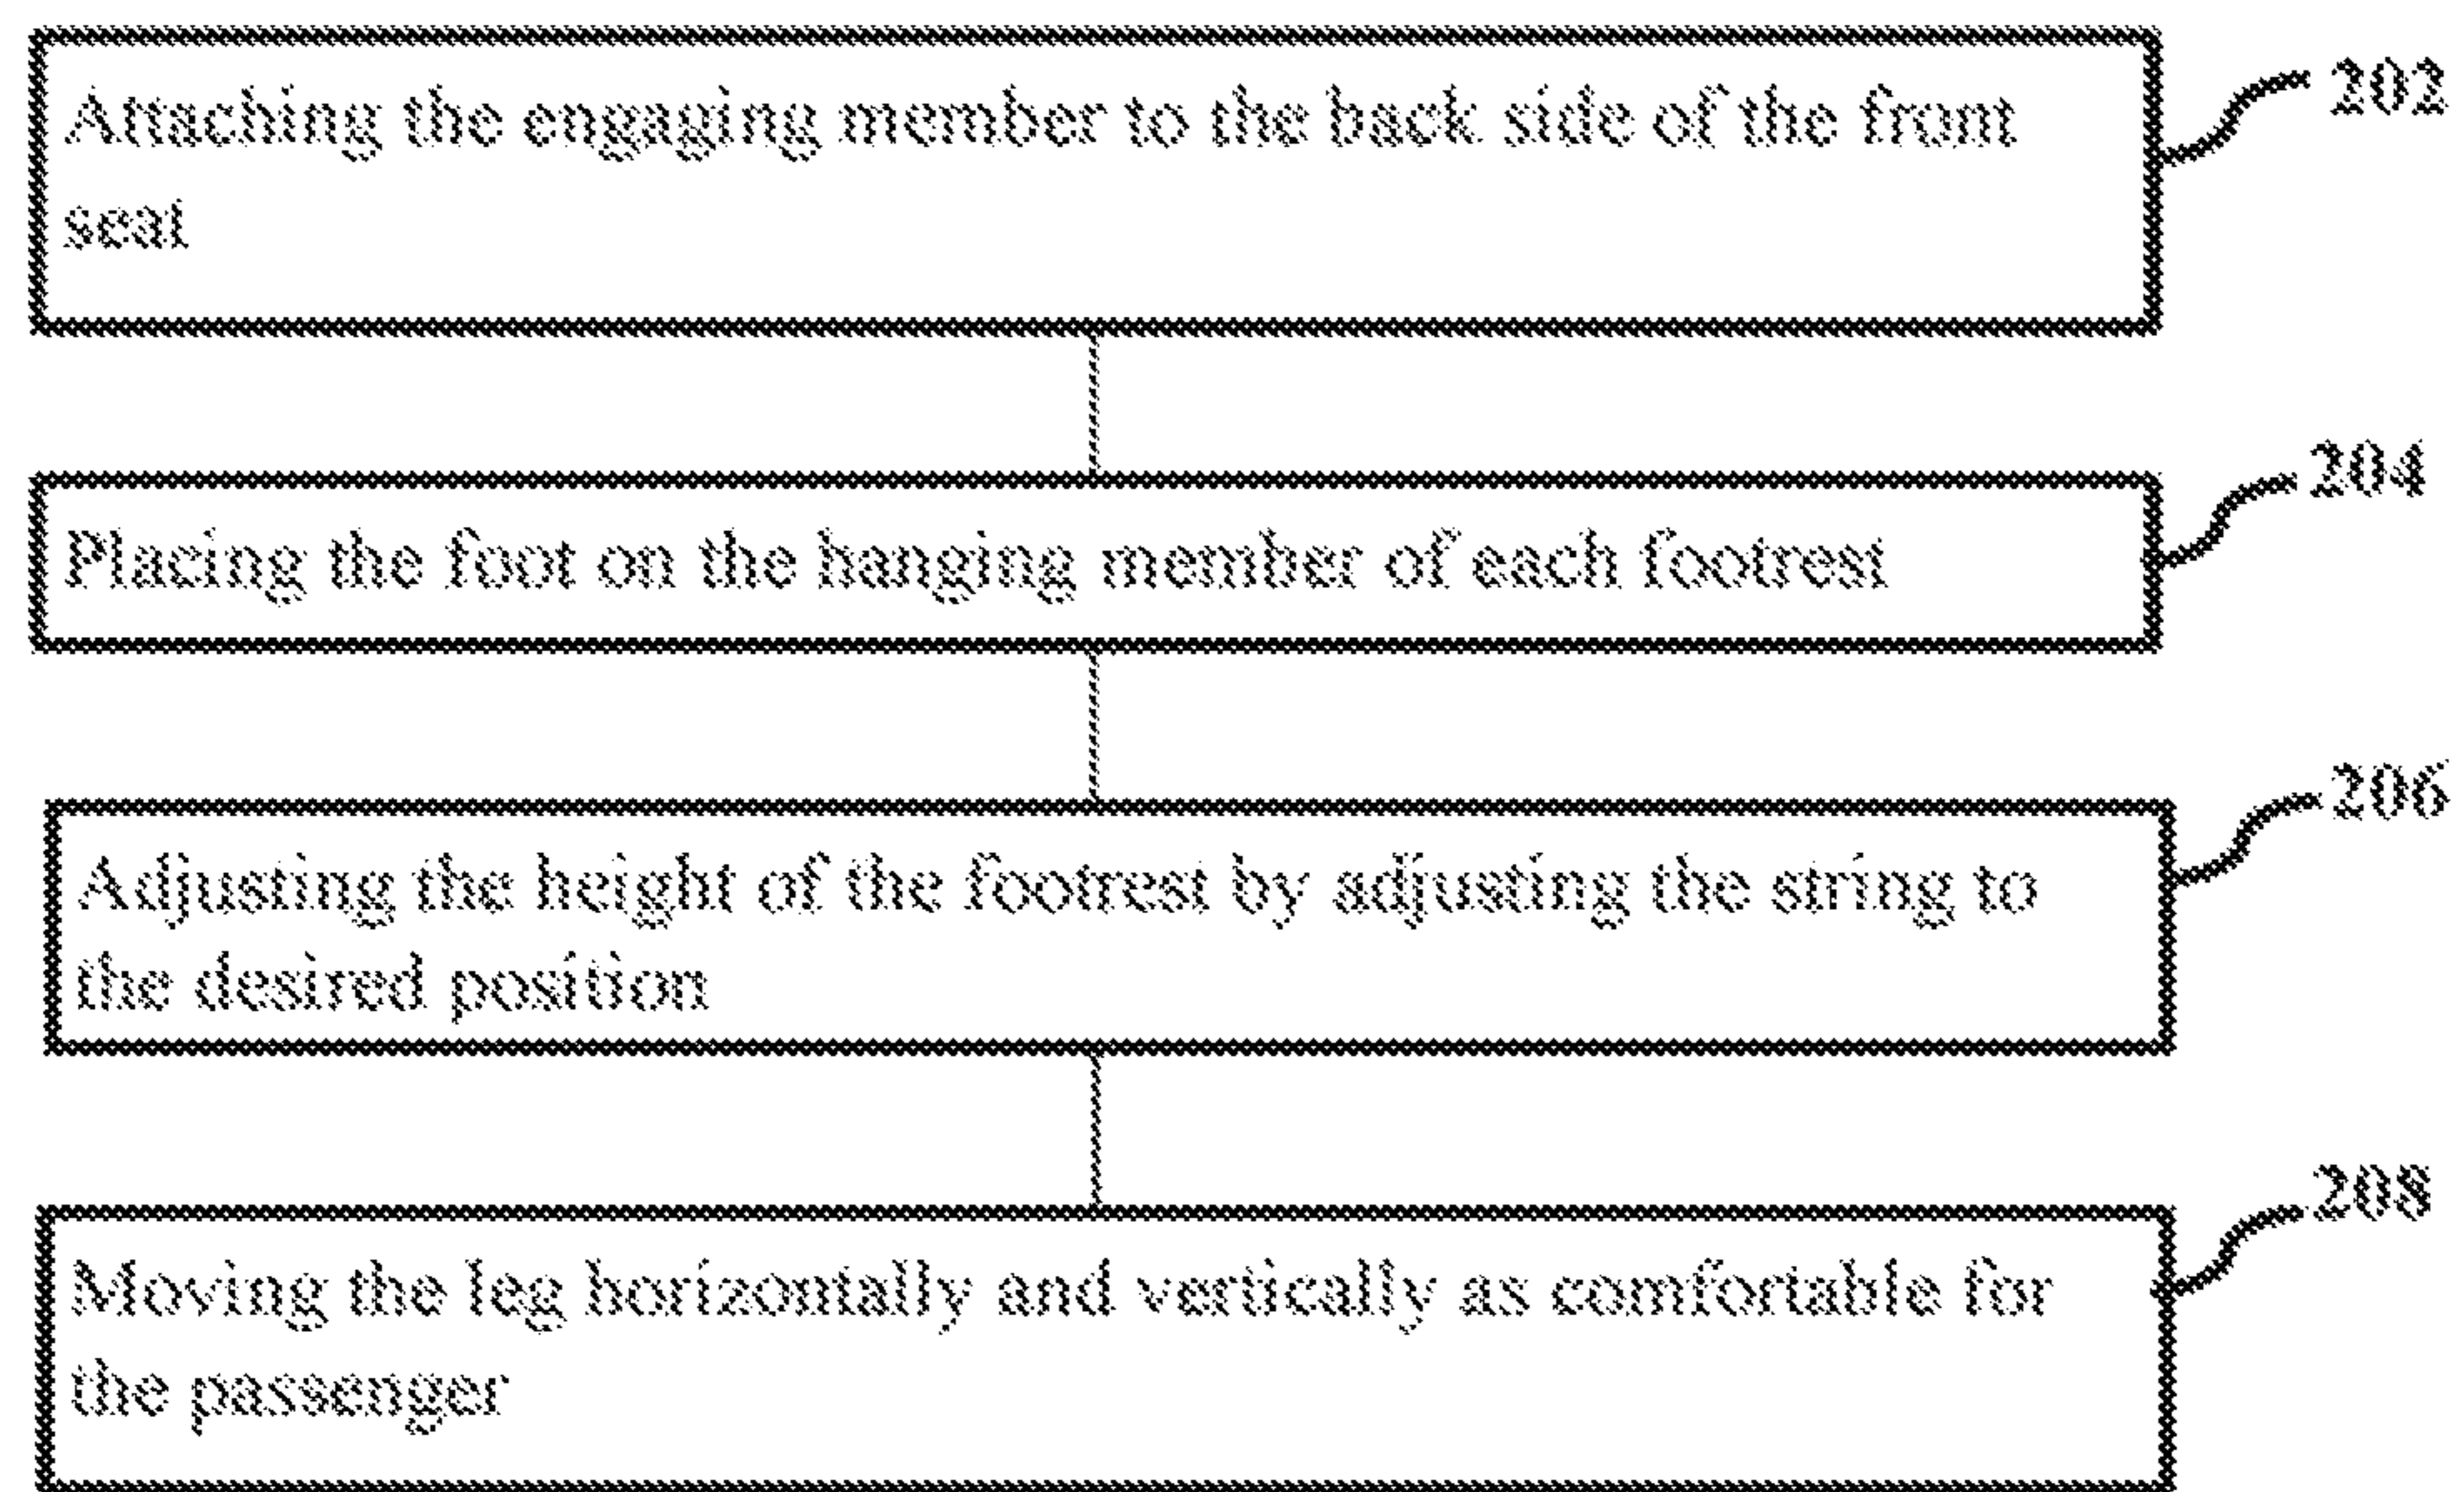 Attaching the engaging member to the back side of the front
seat
202
Placing the foot on the hanging member of each footrest
204
Adjusting the height of the footrest by adjusting the string to
the desired position
206
Moving the leg horizontally and vertically as comfortable for
the passenger
208